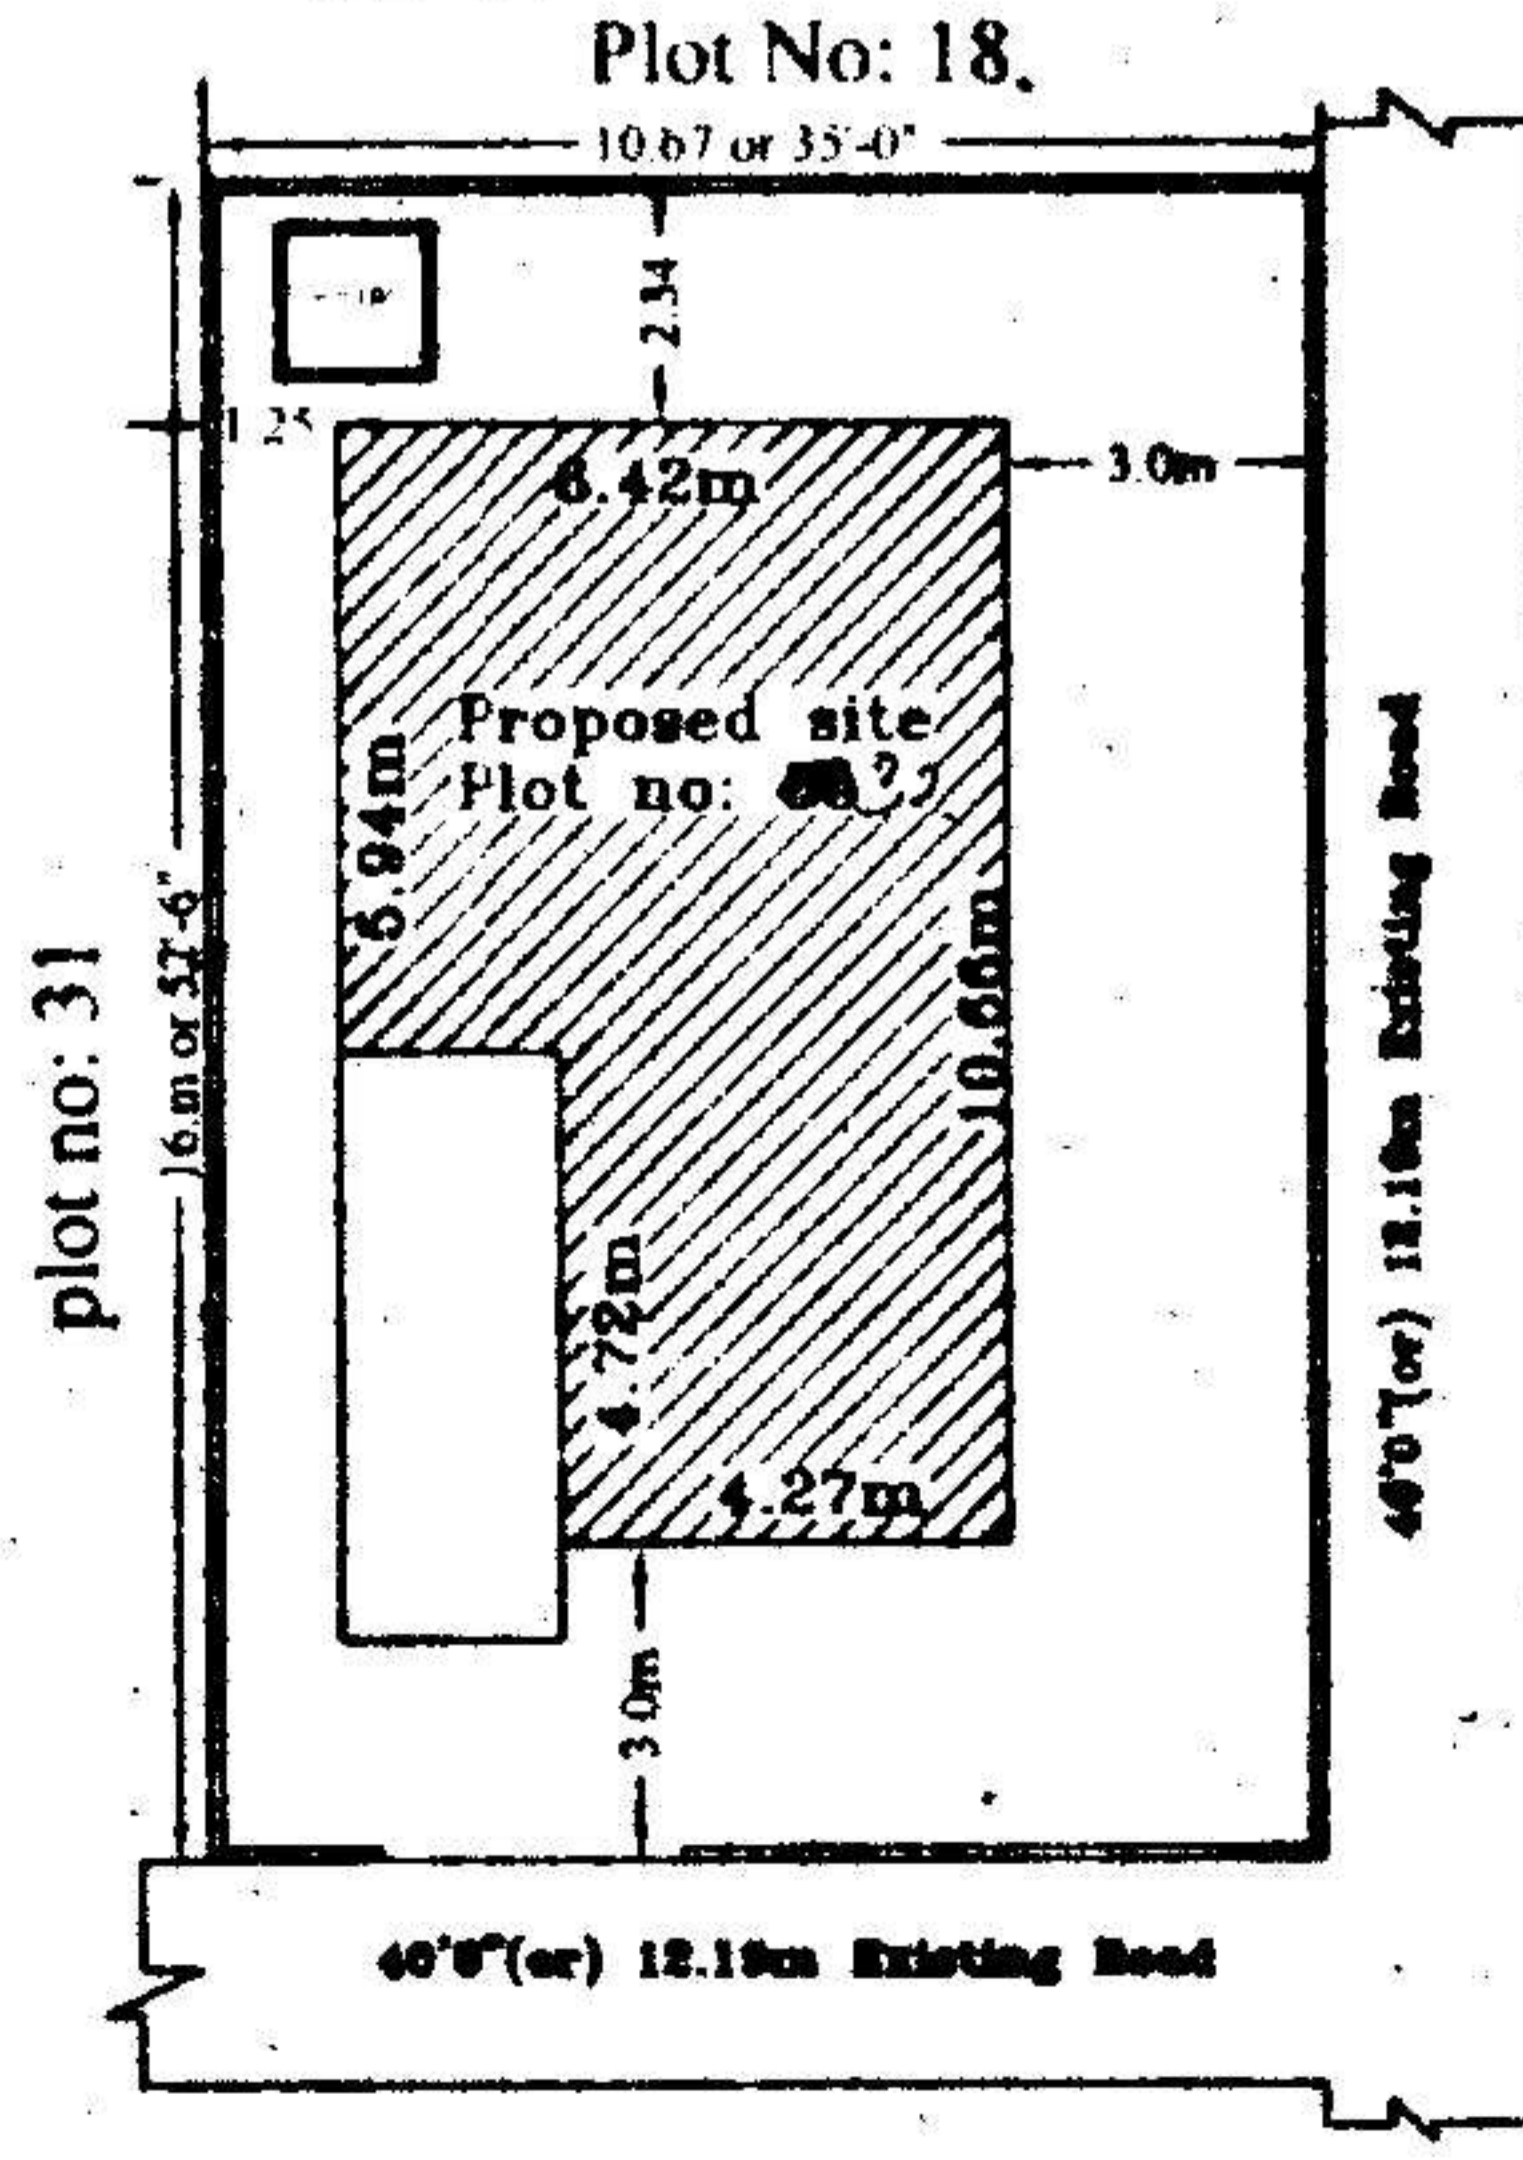 Plot No: 18.
10.67 or 35'-0"
2.34
1.25
6.42m
3.0m
Proposed site
Plot no:
5.94m
10.66m
plot no: 31
16.m or 52'-6"
4.72m
4.27m
3.0m
40'0"(or) 12.19m Existing Road
40'0"(or) 12.19m Existing Road